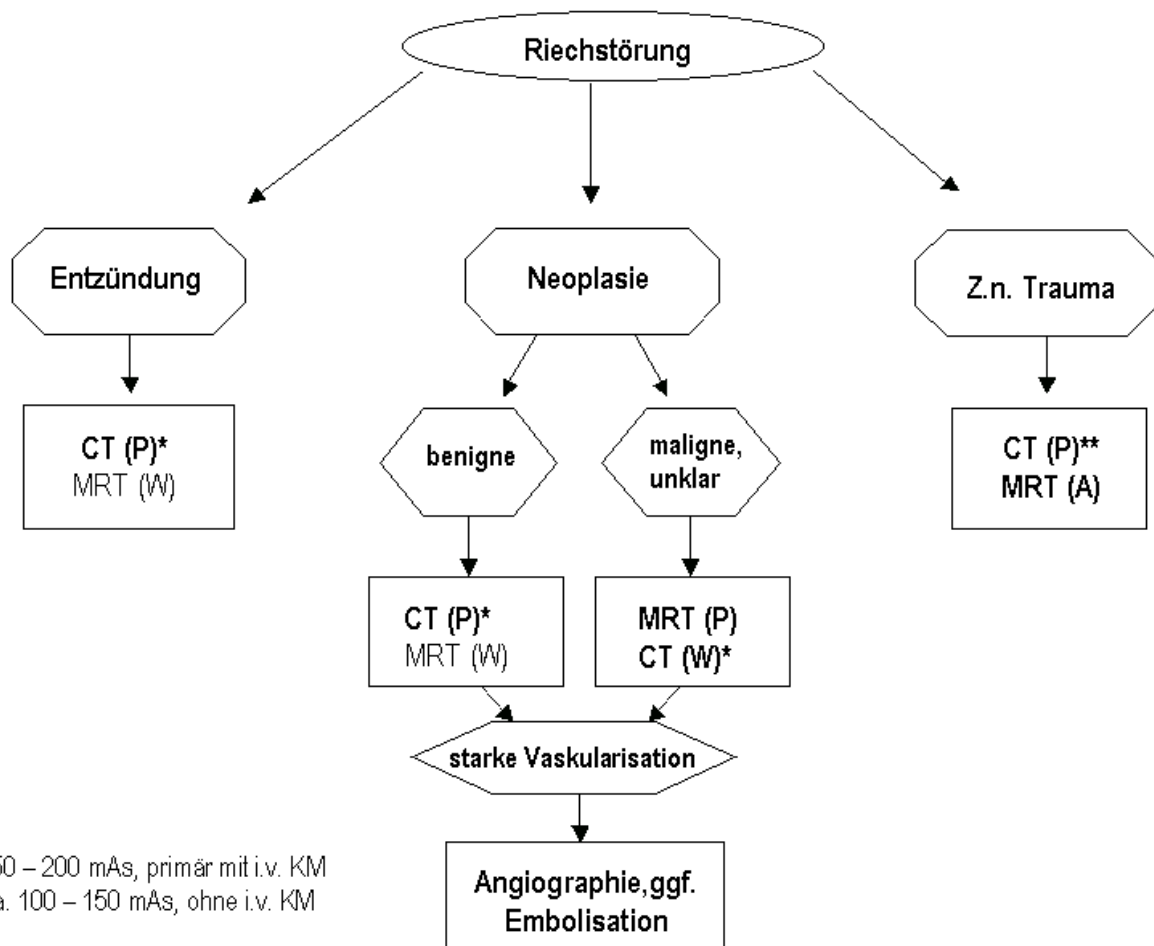 Riechstörung
Entzündung
Neoplasie
Z.n. Trauma
CT (P)*
MRT (W)
benigne
maligne,
unklar
CT (P)**
MRT (A)
CT (P)*
MRT (W)
MRT (P)
CT (W)*
starke Vaskularisation
50 – 200 mAs, primär mit i.v. KM
a. 100 – 150 mAs, ohne i.v. KM
Angiographie, ggf.
Embolisation